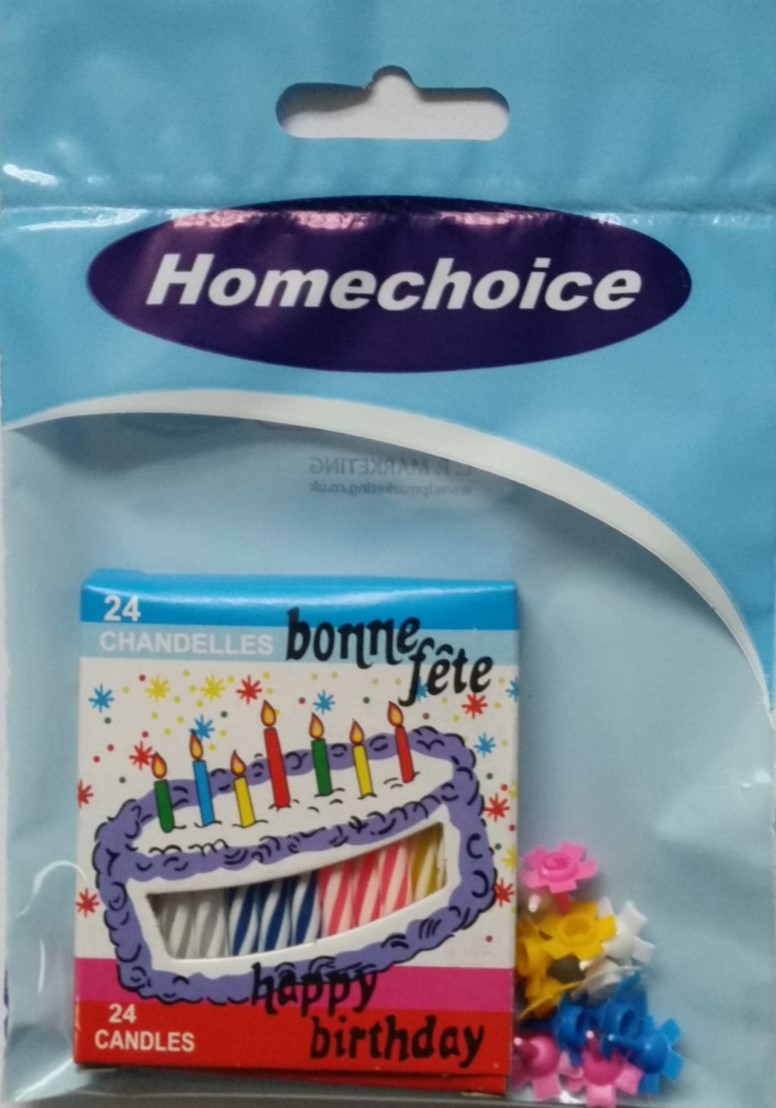 Homechoice
L. P. MARKETING
www.lpmarketing.co.uk
24
CHANDELLES
bonne
fête
happy
birthday
24
CANDLES